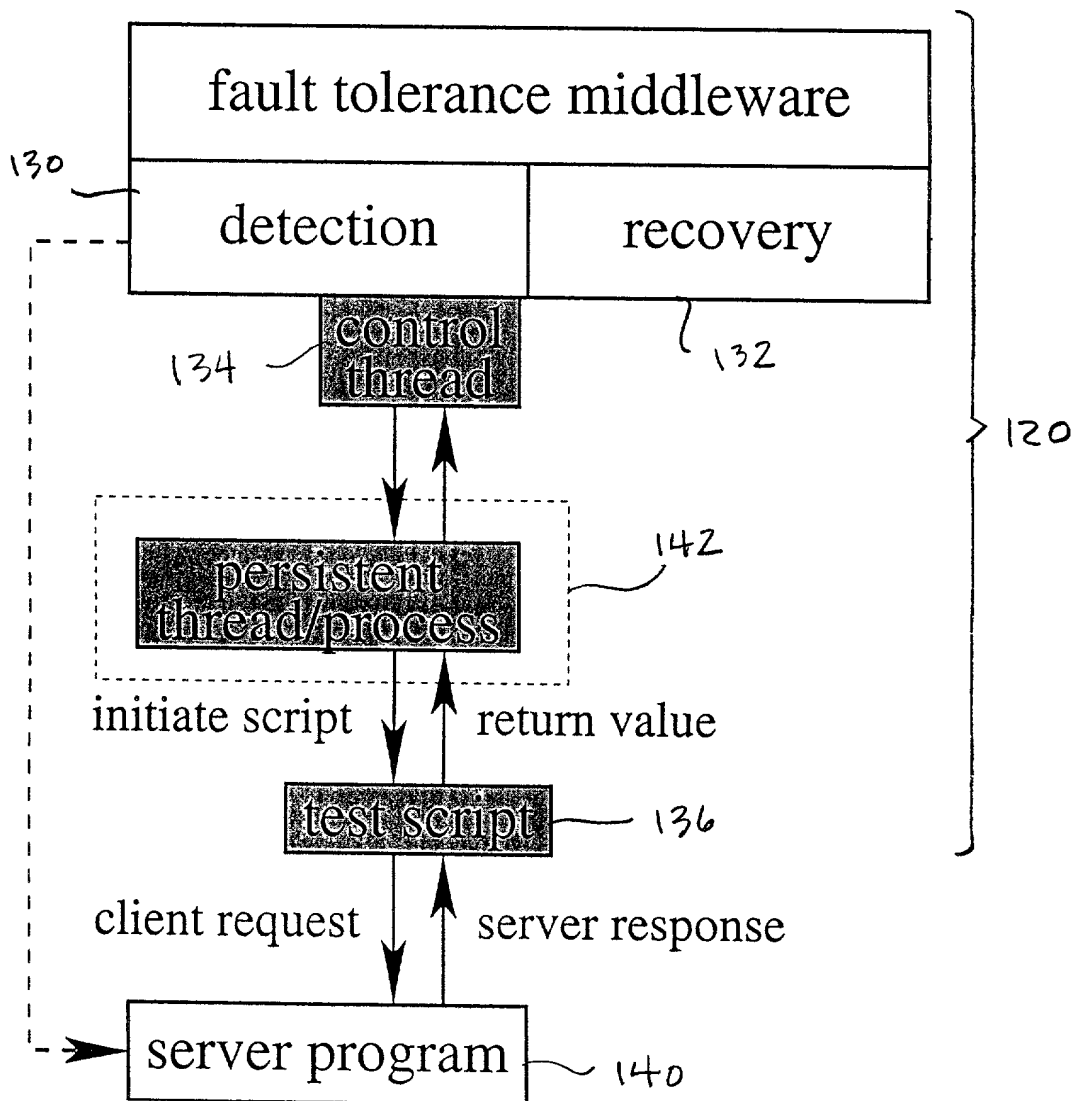 fault tolerance middleware
130
detection
recovery
control
thread
134
132
120
persistent
thread/process
142
initiate script
return value
test script
136
client request
server response
server program
140